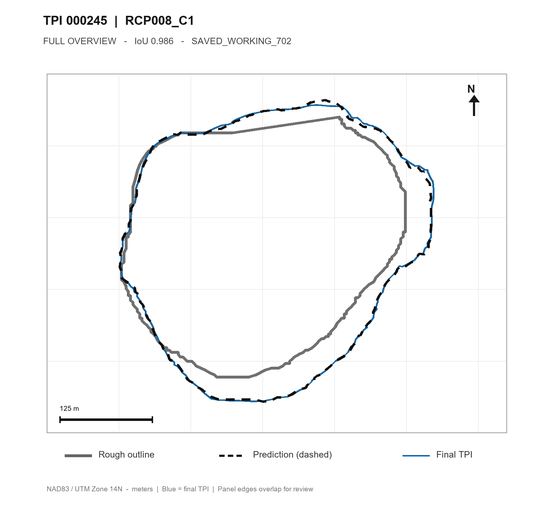 TPI 000245 | RCP008_C1
FULL OVERVIEW - IoU 0.986 - SAVED_WORKING_702
N
125 m
Rough outline Prediction (dashed) Final TPI
NAD83 / UTM Zone 14N - meters | Blue = final TPI | Panel edges overlap for review